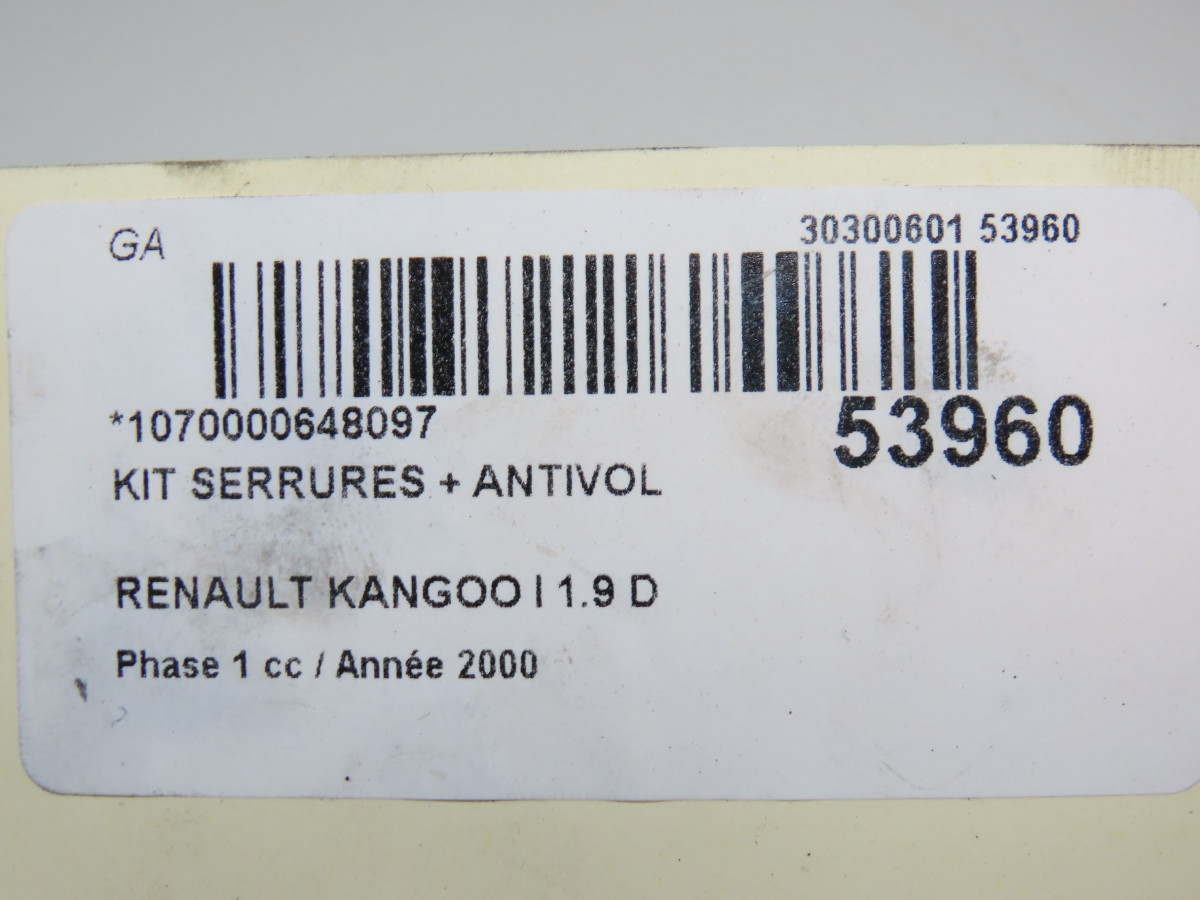 GA
30300601 53960
*1070000648097
53960
KIT SERRURES + ANTIVOL
RENAULT KANGOO I 1.9 D
Phase 1 cc / Année 2000